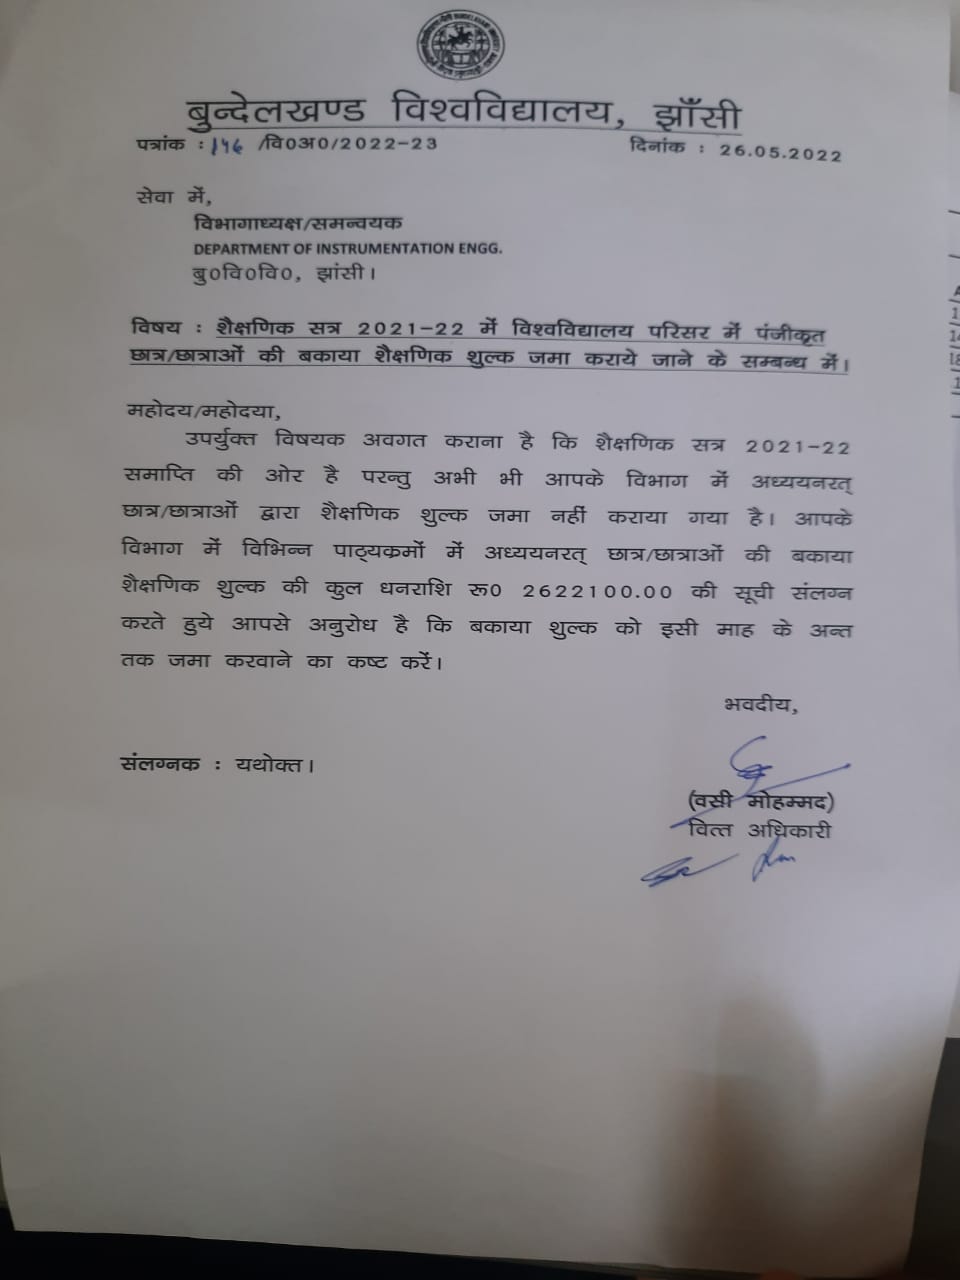 बुन्देलखण्ड विश्वविद्यालय, झाँसी
पत्रांक : 146 /वि0अ0/2022-23 दिनांक : 26.05.2022
सेवा में,
विभागाध्यक्ष/समन्वयक
DEPARTMENT OF INSTRUMENTATION ENGG.
बु0वि0वि0, झांसी।
विषय : शैक्षणिक सत्र 2021-22 में विश्वविद्यालय परिसर में पंजीकृत
छात्र/छात्राओं की बकाया शैक्षणिक शुल्क जमा कराये जाने के सम्बन्ध में।
महोदय/महोदया,
उपर्युक्त विषयक अवगत कराना है कि शैक्षणिक सत्र 2021-22
समाप्ति की ओर है परन्तु अभी भी आपके विभाग में अध्ययनरत्
छात्र/छात्राओं द्वारा शैक्षणिक शुल्क जमा नहीं कराया गया है। आपके
विभाग में विभिन्न पाठ्यकमों में अध्ययनरत् छात्र/छात्राओं की बकाया
शैक्षणिक शुल्क की कुल धनराशि रू0 2622100.00 की सूची संलग्न
करते हुये आपसे अनुरोध है कि बकाया शुल्क को इसी माह के अन्त
तक जमा करवाने का कष्ट करें।
भवदीय,
संलग्नक : यथोक्त।
(वसी मोहम्मद)
वित्त अधिकारी